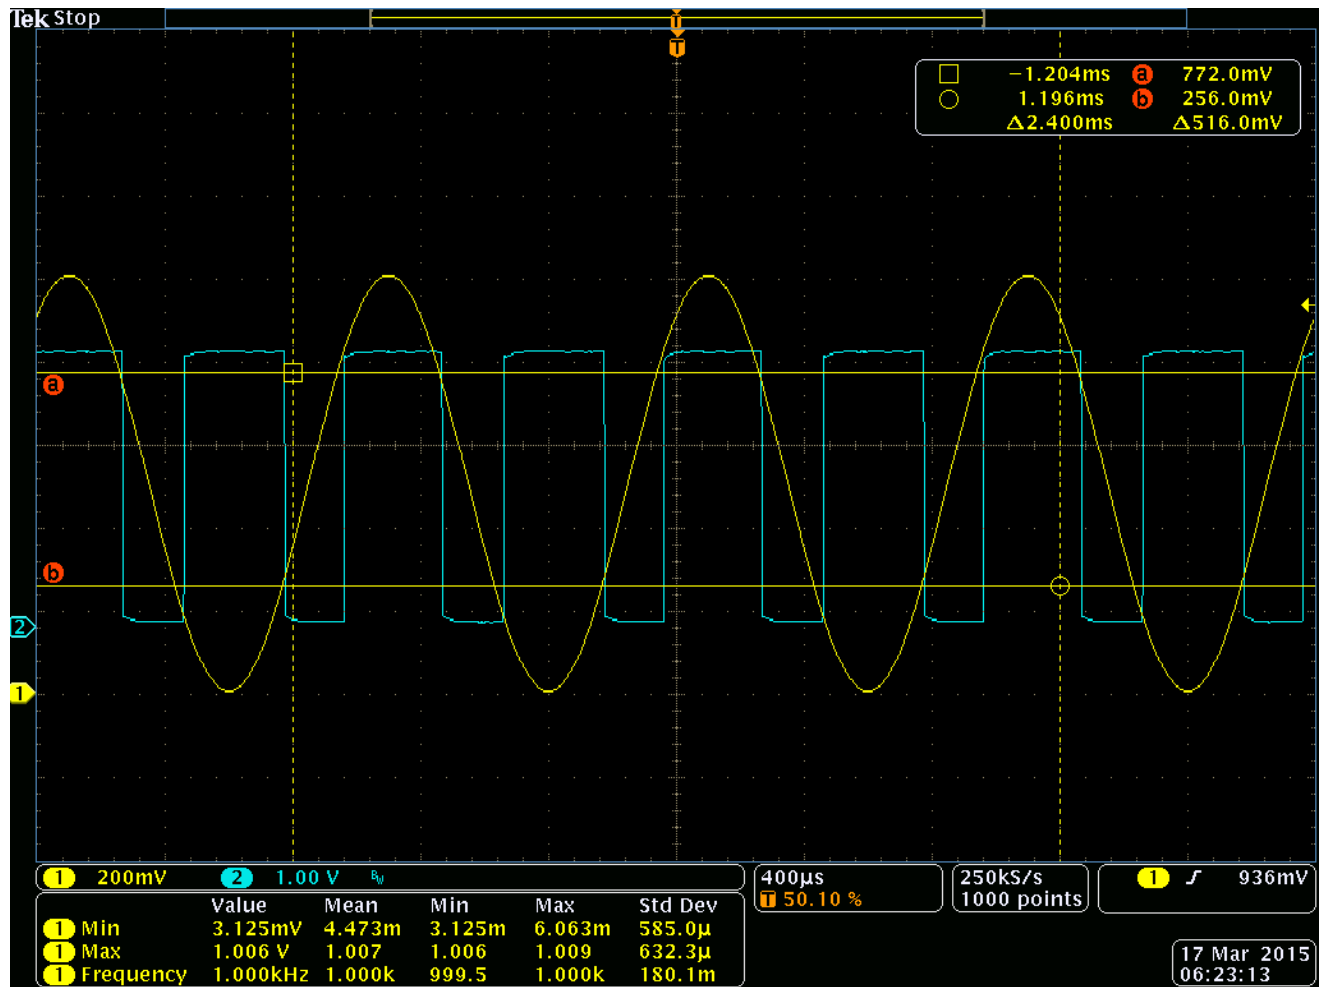 Tek Stop
T
T
−1.204ms a 772.0mV
1.196ms b 256.0mV
Δ2.400ms Δ516.0mV
a
b
2
1
1 200mV 2 1.00 V BW
400µs
T 50.10 %
250kS/s
1000 points
1 936mV
Value Mean Min Max Std Dev
1 Min 3.125mV 4.473m 3.125m 6.063m 585.0µ
1 Max 1.006 V 1.007 1.006 1.009 632.3µ
1 Frequency 1.000kHz 1.000k 999.5 1.000k 180.1m
17 Mar 2015
06:23:13